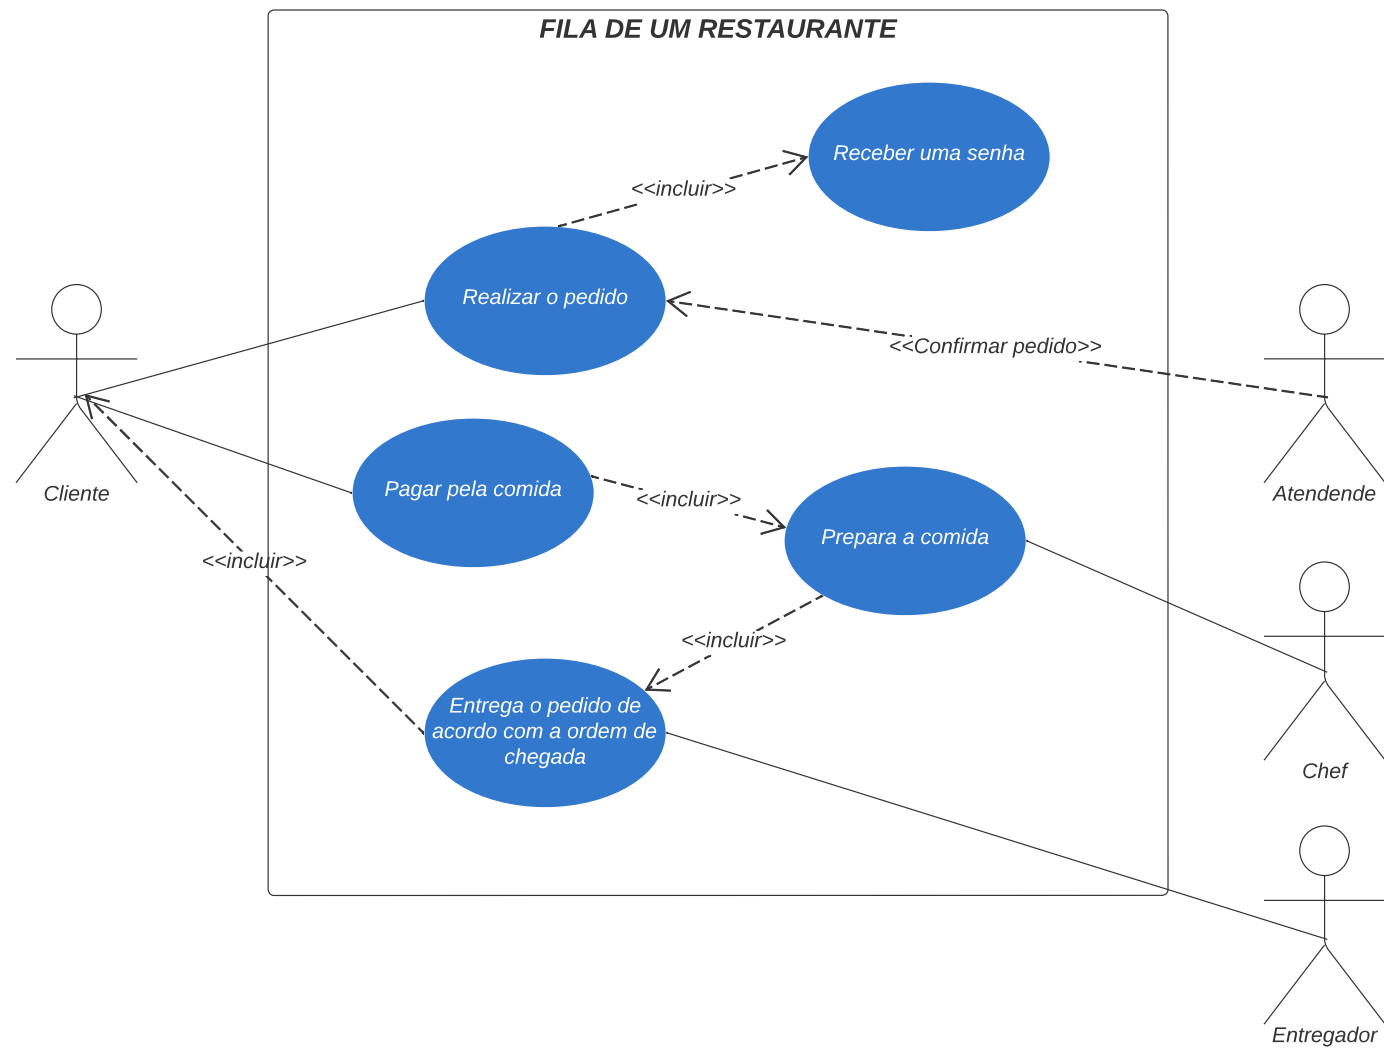 FILA DE UM RESTAURANTE
Receber uma senha
<<incluir>>
Realizar o pedido
<<Confirmar pedido>>
Cliente
Atendende
Pagar pela comida
<<incluir>>
Prepara a comida
<<incluir>>
<<incluir>>
Entrega o pedido de
acordo com a ordem de
chegada
Chef
Entregador